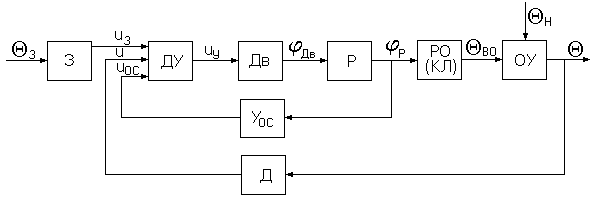 Θн
Θз З uз u uос ДУ uу Дв φДв Р φР РО (КЛ) Θво ОУ Θ
Уос
Д